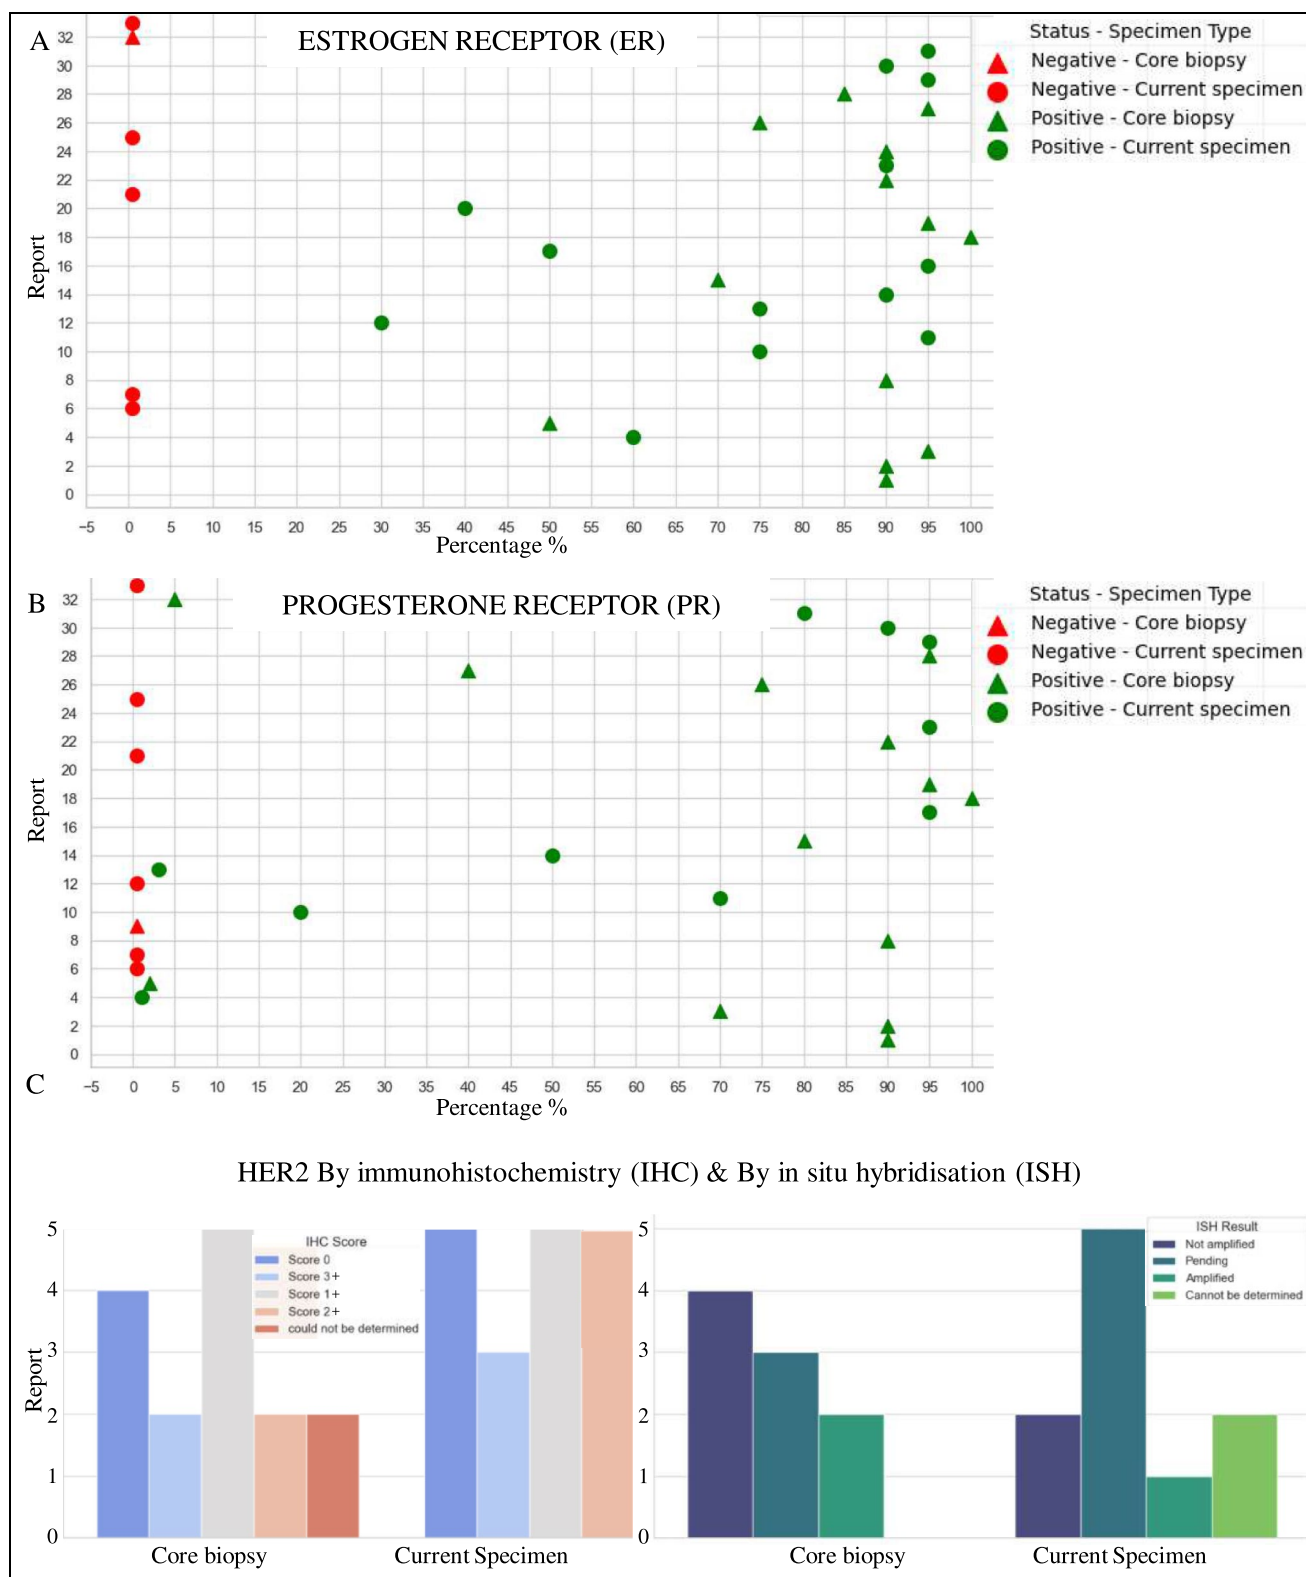 A
ESTROGEN RECEPTOR (ER)
Status - Specimen Type
Negative - Core biopsy
Negative - Current specimen
Positive - Core biopsy
Positive - Current specimen
32
30
28
26
24
22
20
18
16
14
12
10
8
6
4
2
0
Report
-5 0 5 10 15 20 25 30 35 40 45 50 55 60 65 70 75 80 85 90 95 100
Percentage %
B
PROGESTERONE RECEPTOR (PR)
Status - Specimen Type
Negative - Core biopsy
Negative - Current specimen
Positive - Core biopsy
Positive - Current specimen
32
30
28
26
24
22
20
18
16
14
12
10
8
6
4
2
0
Report
-5 0 5 10 15 20 25 30 35 40 45 50 55 60 65 70 75 80 85 90 95 100
Percentage %
C
HER2 By immunohistochemistry (IHC) & By in situ hybridisation (ISH)
5
4
3
2
1
0
Report
IHC Score
Score 0
Score 3+
Score 1+
Score 2+
could not be determined
Core biopsy
Current Specimen
5
4
3
2
1
0
ISH Result
Not amplified
Pending
Amplified
Cannot be determined
Core biopsy
Current Specimen